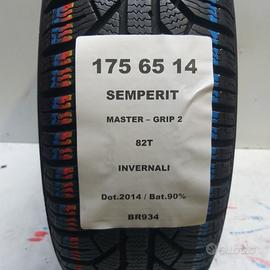 175 65 14
SEMPERIT
MASTER – GRIP 2
82T
INVERNALI
Dot.2014 / Bat.90%
BR934